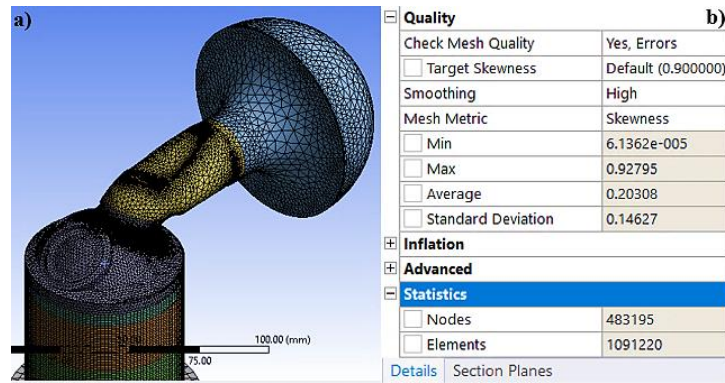 a)
100.00 (mm)
75.00
b)
Quality
Check Mesh Quality Yes, Errors
Target Skewness Default (0.900000)
Smoothing High
Mesh Metric Skewness
Min 6.1362e-005
Max 0.92795
Average 0.20308
Standard Deviation 0.14627
Inflation
Advanced
Statistics
Nodes 483195
Elements 1091220
Details Section Planes